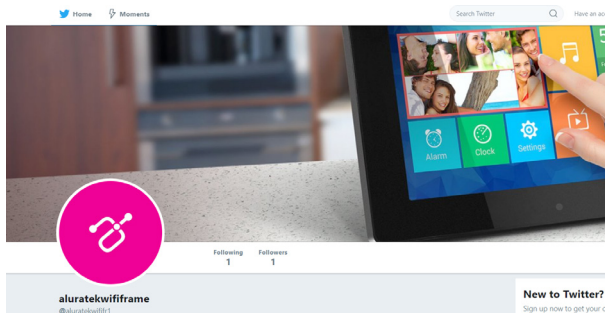 Home Moments
Search Twitter
Have an
Alarm
Clock
Settings
Following
Followers
1
1
aluratekwififrame
@aluratekwififr1
New to Twitter?
Sign up now to get your